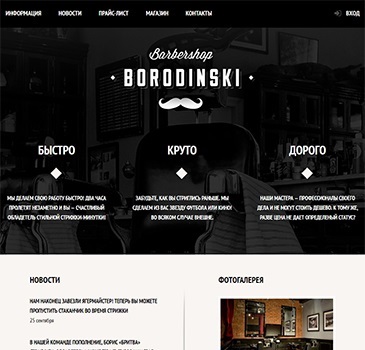 ИНФОРМАЦИЯ НОВОСТИ ПРАЙС-ЛИСТ МАГАЗИН КОНТАКТЫ ВХОД
Barbershop
BORODINSKI
БЫСТРО КРУТО ДОРОГО
МЫ ДЕЛАЕМ СВОЮ РАБОТУ БЫСТРО! ДВА ЧАСА
ПРОЛЕТЯТ НЕЗАМЕТНО И ВЫ – СЧАСТЛИВЫЙ
ОБЛАДАТЕЛЬ СТИЛЬНОЙ СТРИЖКИ МИНУТКИ!
ЗАБУДЬТЕ, КАК ВЫ СТРИГЛИСЬ РАНЬШЕ. МЫ
СДЕЛАЕМ ИЗ ВАС ЗВЕЗДУ ФУТБОЛА ИЛИ КИНО!
ВО ВСЯКОМ СЛУЧАЕ ВНЕШНЕ.
НАШИ МАСТЕРА – ПРОФЕССИОНАЛЫ СВОЕГО
ДЕЛА И НЕ МОГУТ СТОИТЬ ДЕШЕВО. К ТОМУ ЖЕ,
РАЗВЕ ЦЕНА НЕ ДАЕТ ОПРЕДЕЛЕННЫЙ СТАТУС?
НОВОСТИ
НАМ НАКОНЕЦ ЗАВЕЗЛИ ЯГЕРМАЙСТЕР! ТЕПЕРЬ ВЫ МОЖЕТЕ
ПРОПУСТИТЬ СТАКАНЧИК ВО ВРЕМЯ СТРИЖКИ
25 сентября
В НАШЕЙ КОМАНДЕ ПОПОЛНЕНИЕ, БОРИС «БРИТВА»
ФОТОГАЛЕРЕЯ